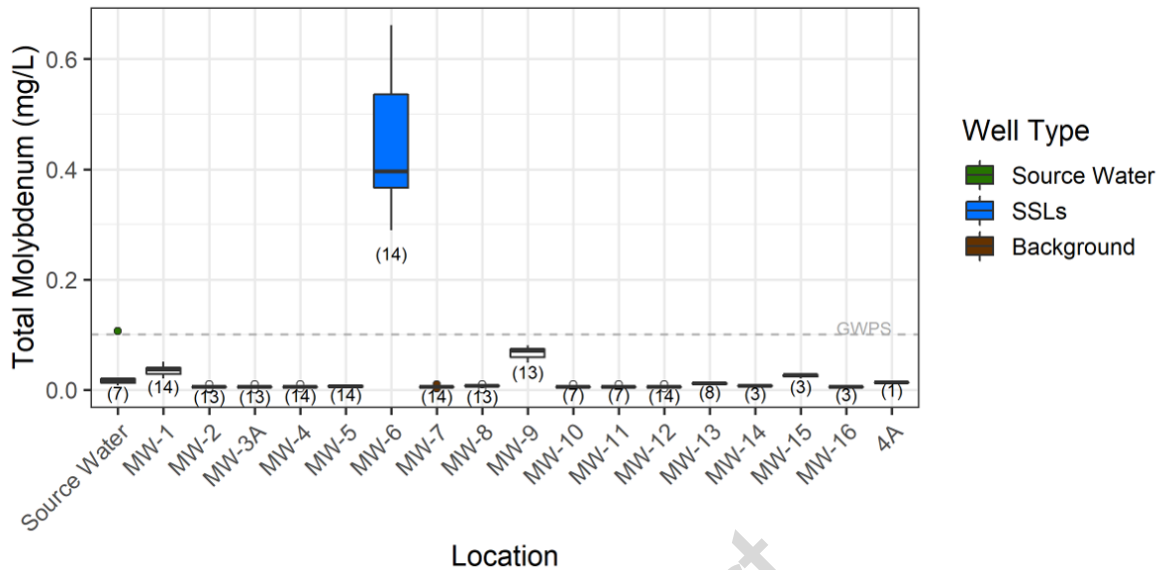 Total Molybdenum (mg/L)
0.6
0.4
0.2
0.0
GWPS
(7)
(14)
(13)
(13)
(14)
(14)
(14)
(14)
(13)
(13)
(7)
(7)
(14)
(8)
(3)
(3)
(3)
(1)
Source Water
MW-1
MW-2
MW-3A
MW-4
MW-5
MW-6
MW-7
MW-8
MW-9
MW-10
MW-11
MW-12
MW-13
MW-14
MW-15
MW-16
4A
Location
Well Type
Source Water
SSLs
Background